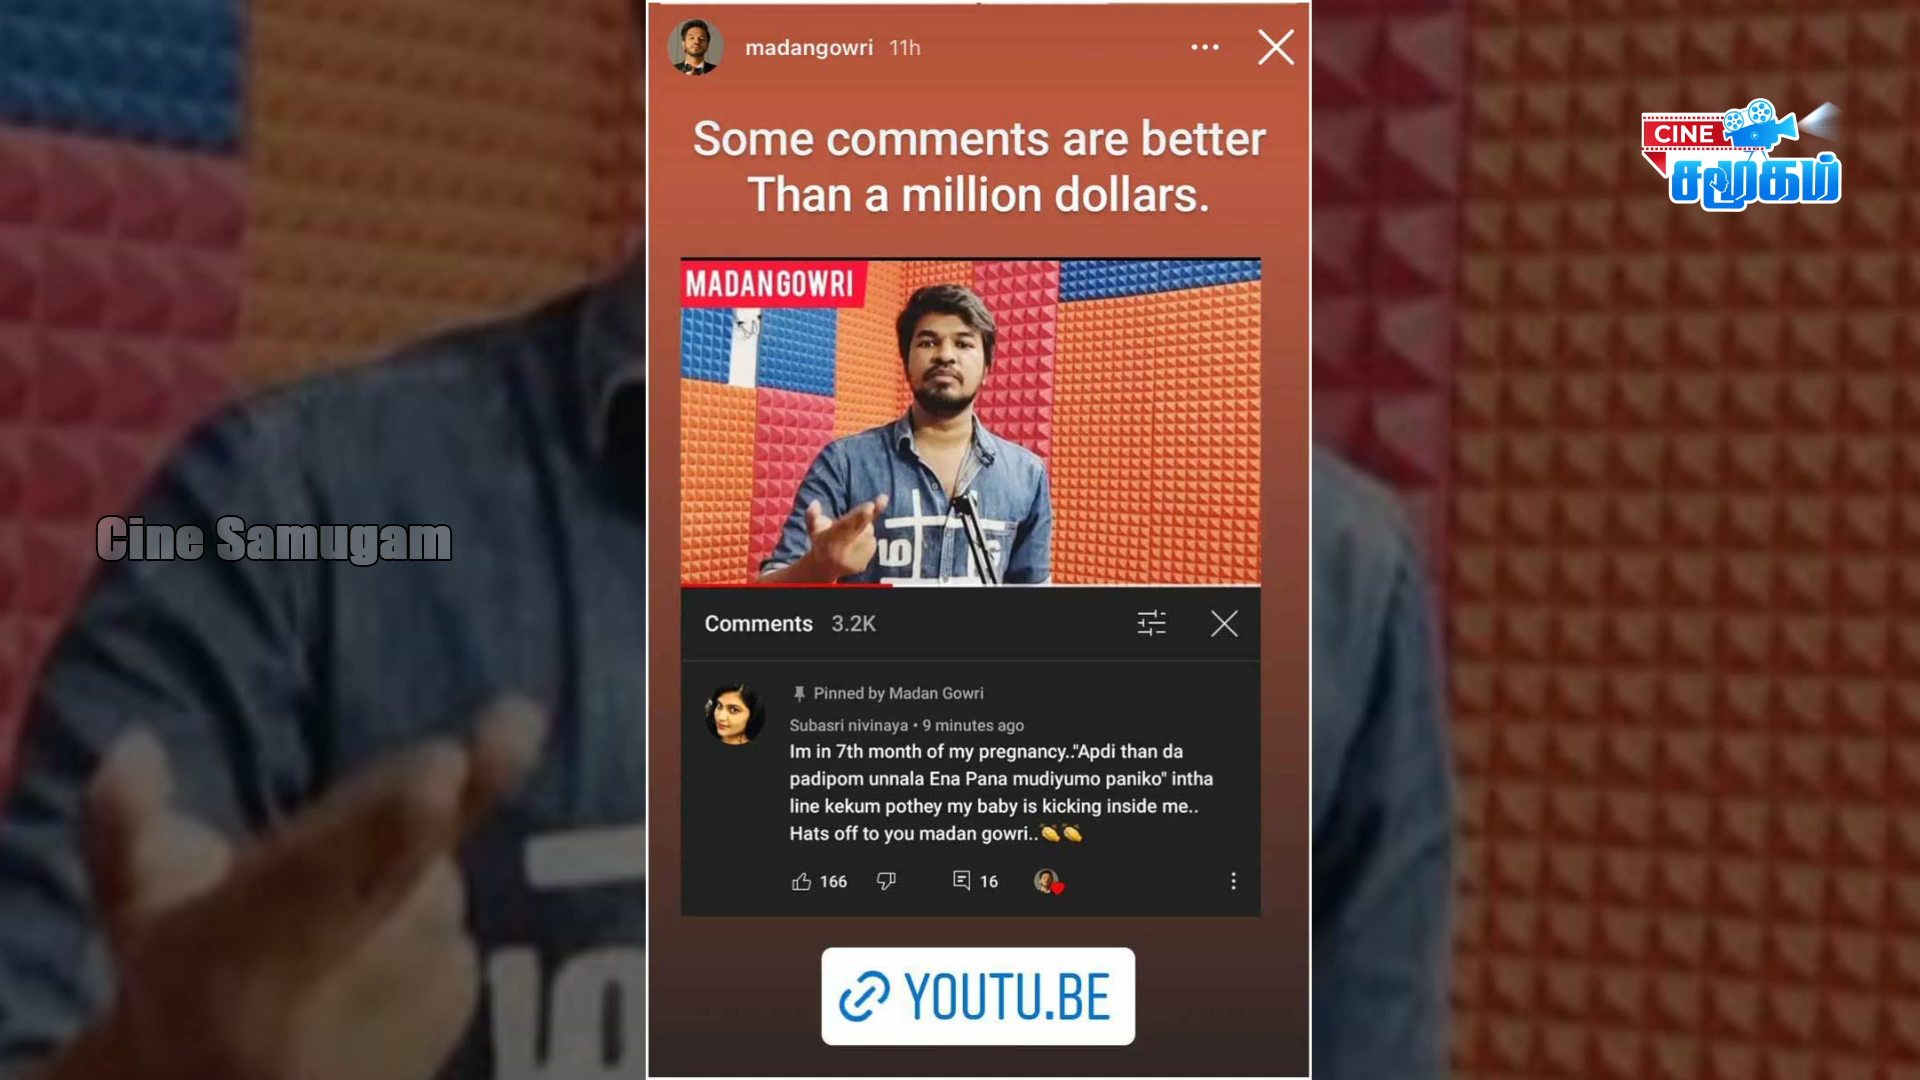 madangowri 11h
Some comments are better
Than a million dollars.
CINE
சமூகம்
MADAN GOWRI
Cine Samugam
Comments 3.2K
Pinned by Madan Gowri
Subasri nivinaya • 9 minutes ago
Im in 7th month of my pregnancy.."Apdi than da
padipom unnala Ena Pana mudiyumo paniko" intha
line kekum pothey my baby is kicking inside me..
Hats off to you madan gowri..👏👏
166 16
YOUTU.BE